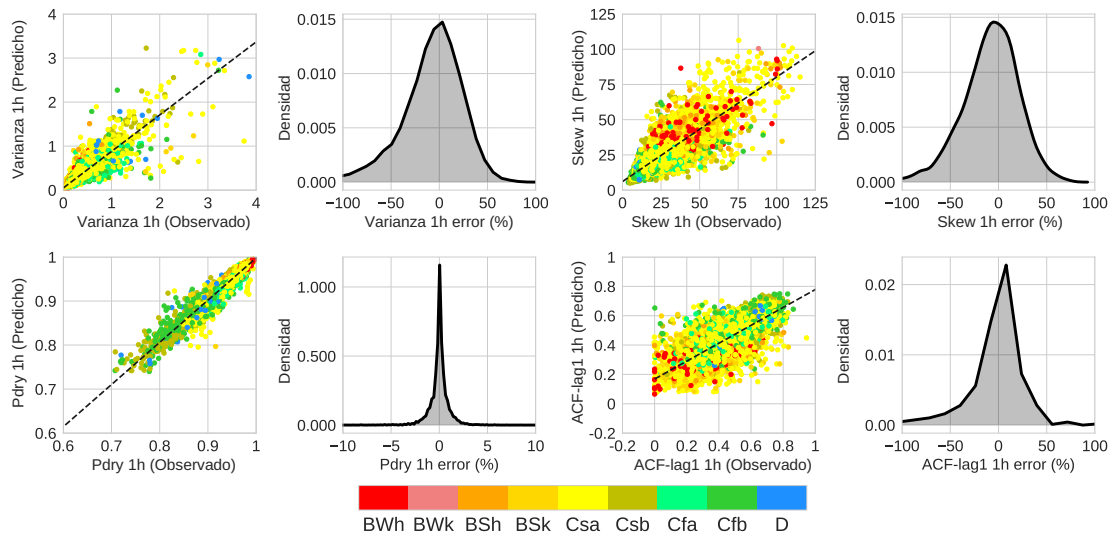 4
3
2
1
0
0 1 2 3 4
Varianza 1h (Predicho)
Varianza 1h (Observado)
0.015
0.010
0.005
0.000
−100 −50 0 50 100
Densidad
Varianza 1h error (%)
125
100
75
50
25
0
0 25 50 75 100 125
Skew 1h (Predicho)
Skew 1h (Observado)
0.015
0.010
0.005
0.000
−100 −50 0 50 100
Densidad
Skew 1h error (%)
1
0.9
0.8
0.7
0.6
0.6 0.7 0.8 0.9 1
Pdry 1h (Predicho)
Pdry 1h (Observado)
1.000
0.500
0.000
−10 −5 0 5 10
Densidad
Pdry 1h error (%)
1
0.8
0.6
0.4
0.2
0
-0.2
-0.2 0 0.2 0.4 0.6 0.8 1
ACF-lag1 1h (Predicho)
ACF-lag1 1h (Observado)
0.02
0.01
0.00
−100 −50 0 50 100
Densidad
ACF-lag1 1h error (%)
BWh BWk BSh BSk Csa Csb Cfa Cfb D